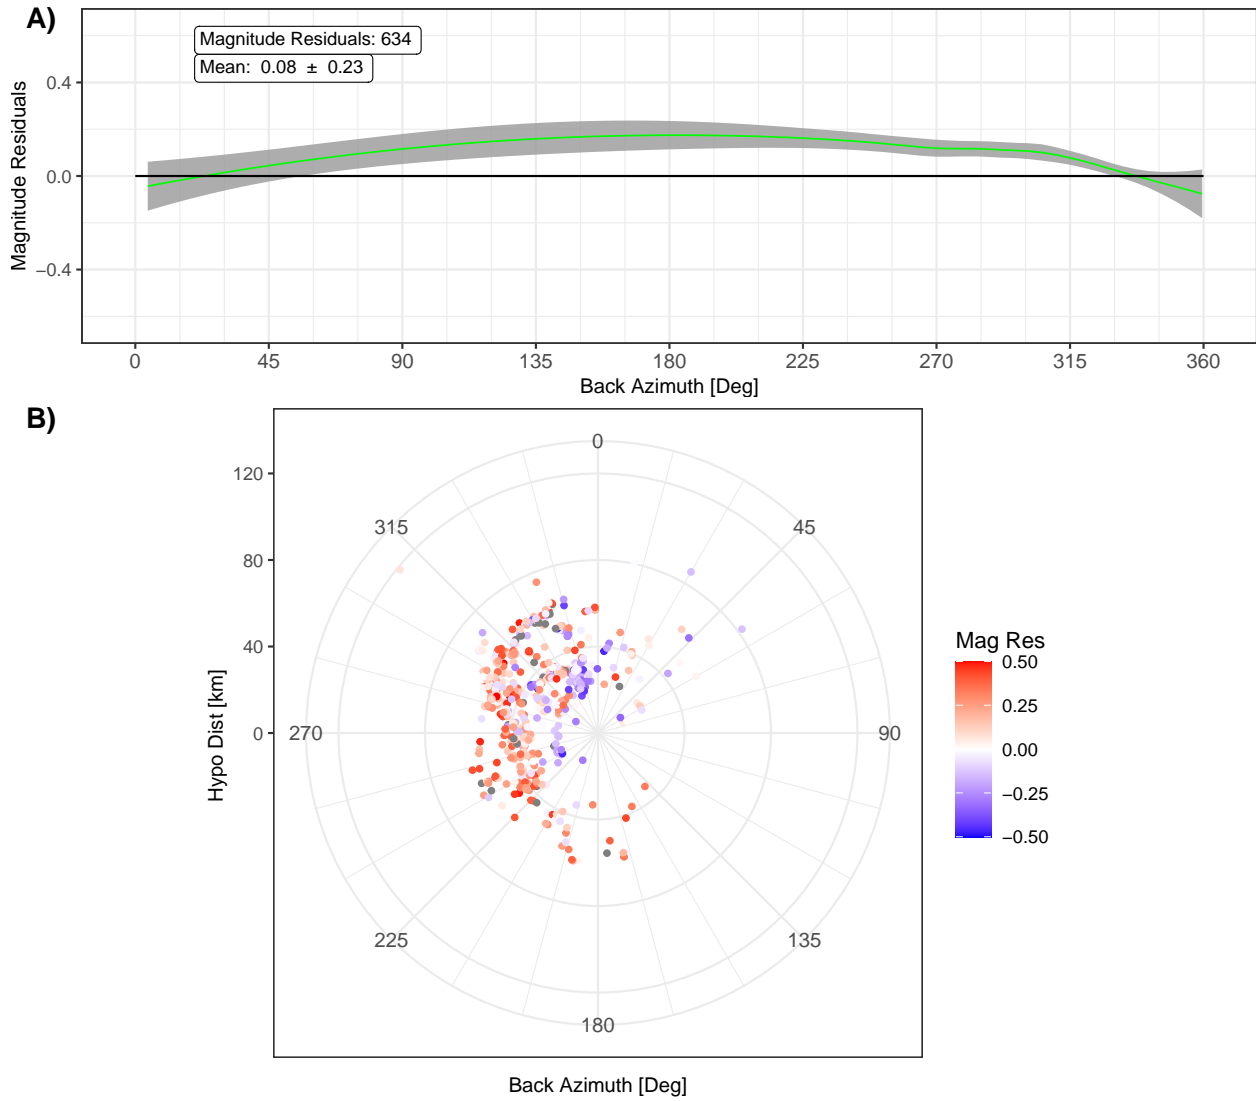 A)
Magnitude Residuals: 634
Mean: 0.08 ± 0.23
Magnitude Residuals
0.4
0.0
−0.4
0 45 90 135 180 225 270 315 360
Back Azimuth [Deg]
B)
Hypo Dist [km]
120
80
40
0
0
45
90
135
180
225
270
315
Back Azimuth [Deg]
Mag Res
0.50
0.25
0.00
−0.25
−0.50